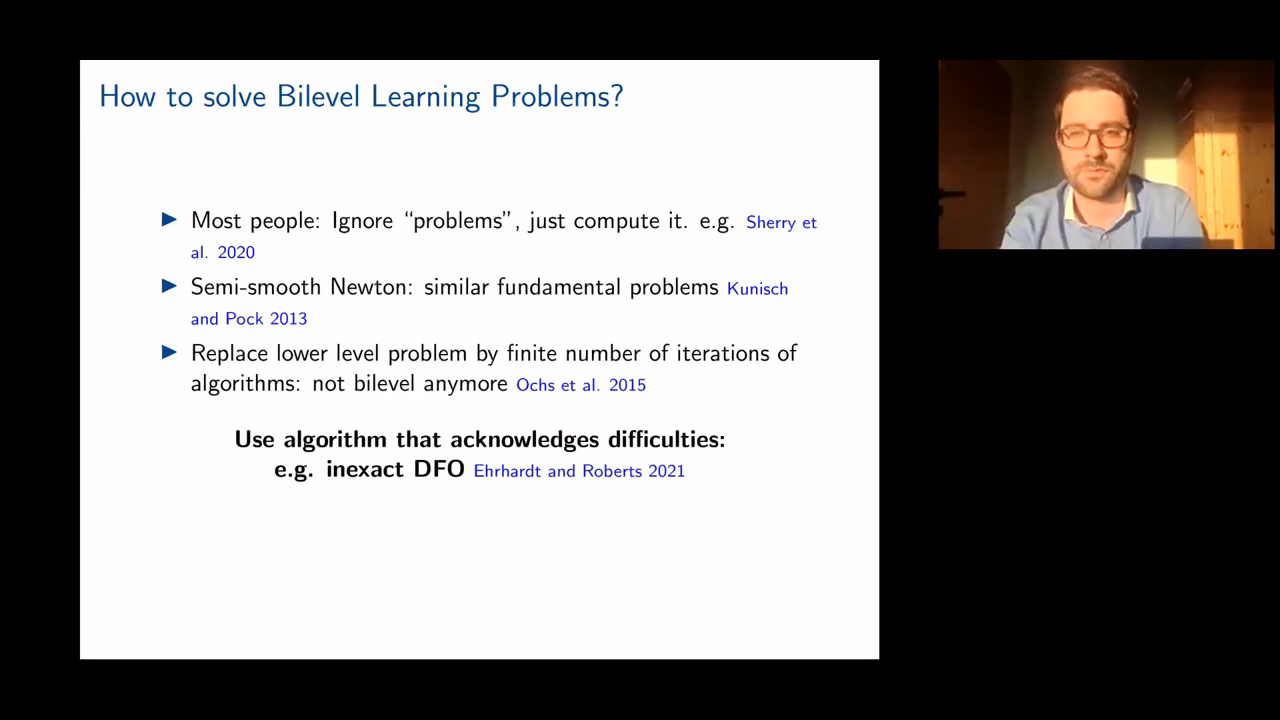 How to solve Bilevel Learning Problems?
▶ Most people: Ignore “problems”, just compute it. e.g. Sherry et
al. 2020
▶ Semi-smooth Newton: similar fundamental problems Kunisch
and Pock 2013
▶ Replace lower level problem by finite number of iterations of
algorithms: not bilevel anymore Ochs et al. 2015
Use algorithm that acknowledges difficulties:
e.g. inexact DFO Ehrhardt and Roberts 2021